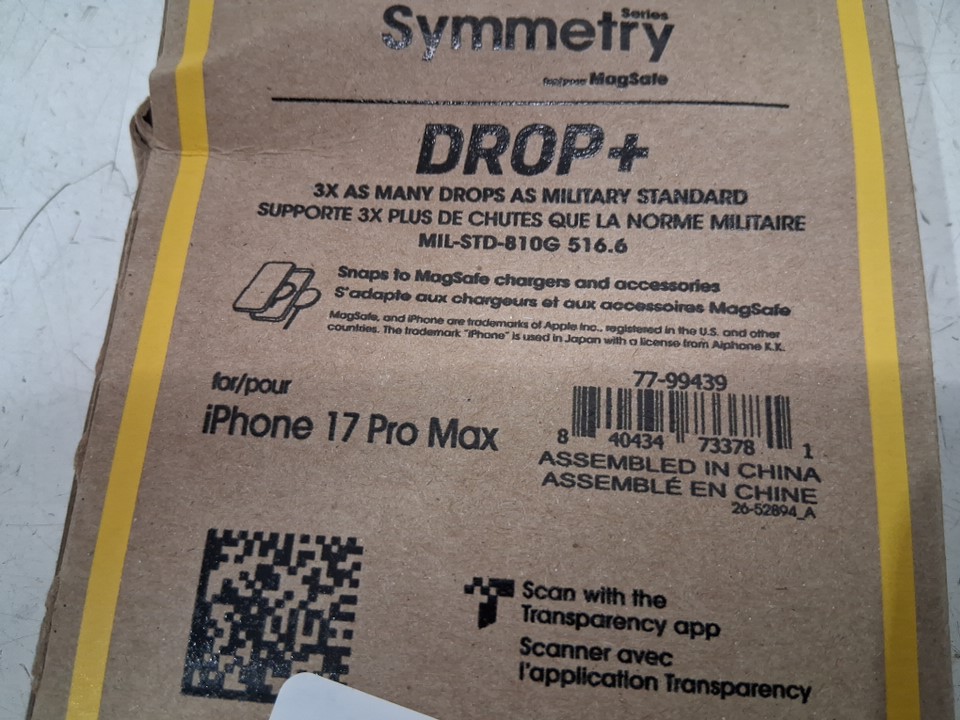 Symmetry Series
for/pour MagSafe
DROP+
3X AS MANY DROPS AS MILITARY STANDARD
SUPPORTE 3X PLUS DE CHUTES QUE LA NORME MILITAIRE
MIL-STD-810G 516.6
Snaps to MagSafe chargers and accessories
S'adapte aux chargeurs et aux accessoires MagSafe
MagSafe, and iPhone are trademarks of Apple Inc., registered in the U.S. and other
countries. The trademark "iPhone" is used in Japan with a license from Aiphone K.K.
for/pour
iPhone 17 Pro Max
77-99439
8 40434 73378 1
ASSEMBLED IN CHINA
ASSEMBLÉ EN CHINE
26-52894_A
Scan with the
Transparency app
Scanner avec
l'application Transparency